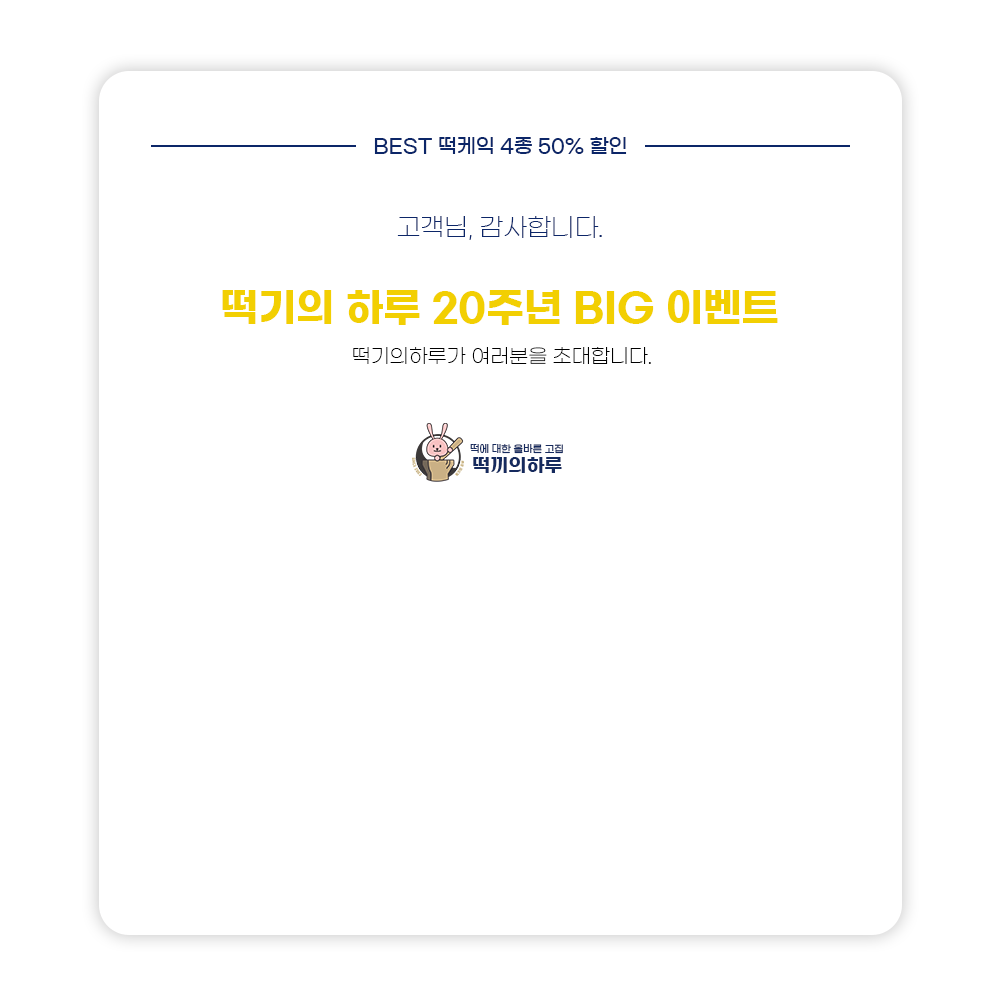 BEST 떡케익 4종 50% 할인
고객님, 감사합니다.
떡기의 하루 20주년 BIG 이벤트
떡기의하루가 여러분을 초대합니다.
떡에 대한 올바른 고집
떡끼의하루